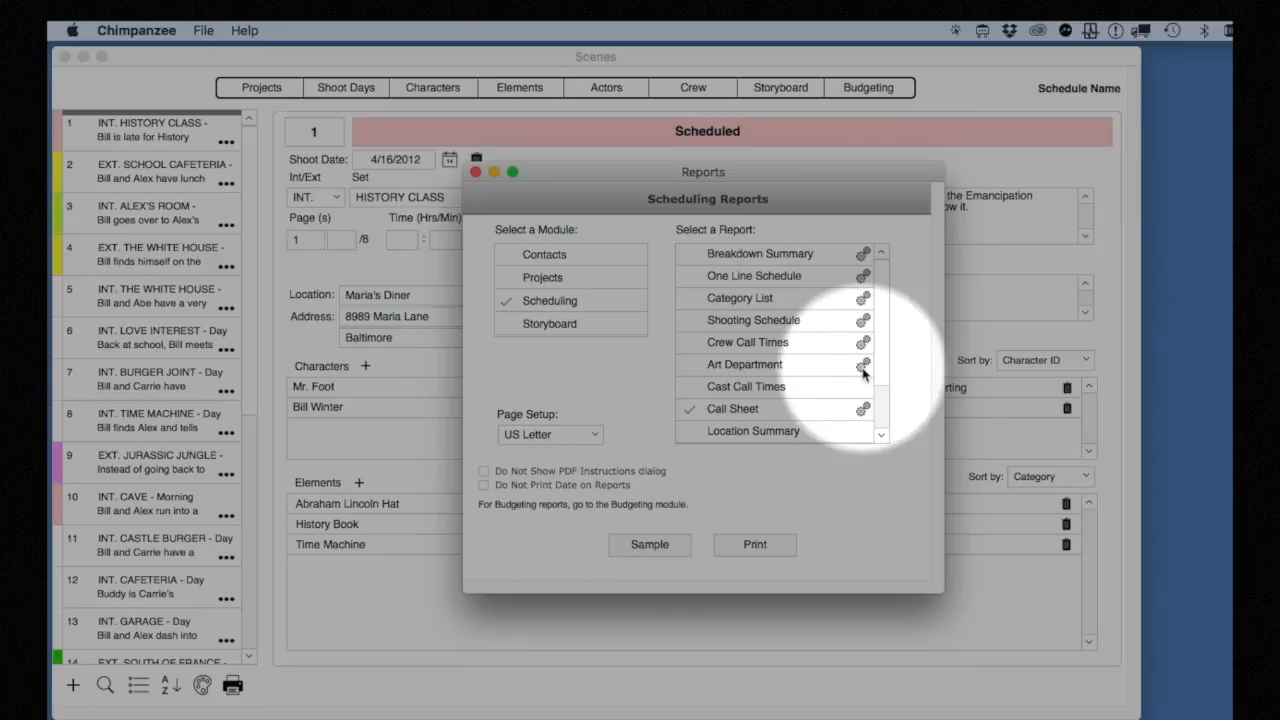 Chimpanzee File Help
Scenes
Projects Shoot Days Characters Elements Actors Crew Storyboard Budgeting
Schedule Name
1 INT. HISTORY CLASS -
Bill is late for History
2 EXT. SCHOOL CAFETERIA -
Bill and Alex have lunch
3 INT. ALEX'S ROOM -
Bill goes over to Alex's
4 EXT. THE WHITE HOUSE -
Bill finds himself on the
5 INT. THE WHITE HOUSE -
Bill and Abe have a very
6 INT. LOVE INTEREST - Day
Back at school, Bill meets
7 INT. BURGER JOINT - Day
Bill and Carrie have
8 INT. TIME MACHINE - Day
Bill finds Alex and tells
9 EXT. JURASSIC JUNGLE -
Instead of going back to
10 INT. CAVE - Morning
Bill and Alex run into a
11 INT. CASTLE BURGER - Day
Bill and Carrie have a
12 INT. CAFETERIA - Day
Buddy is Carrie's
13 INT. GARAGE - Day
Bill and Alex dash into
14 EXT. SOUTH OF FRANCE -
A
Z
1
Scheduled
Shoot Date: 4/16/2012
14
Int/Ext Set
INT. HISTORY CLASS
Page (s) Time (Hrs/Min)
1 /8 :
Location: Maria's Diner
Address: 8989 Maria Lane
Baltimore
Characters +
Mr. Foot
Bill Winter
Elements +
Abraham Lincoln Hat
History Book
Time Machine
the Emancipation
ow it.
Sort by: Character ID
rting
Sort by: Category
Reports
Scheduling Reports
Select a Module:
Contacts
Projects
Scheduling
Storyboard
Select a Report:
Breakdown Summary
One Line Schedule
Category List
Shooting Schedule
Crew Call Times
Art Department
Cast Call Times
Call Sheet
Location Summary
Page Setup:
US Letter
Do Not Show PDF Instructions dialog
Do Not Print Date on Reports
For Budgeting reports, go to the Budgeting module.
Sample Print